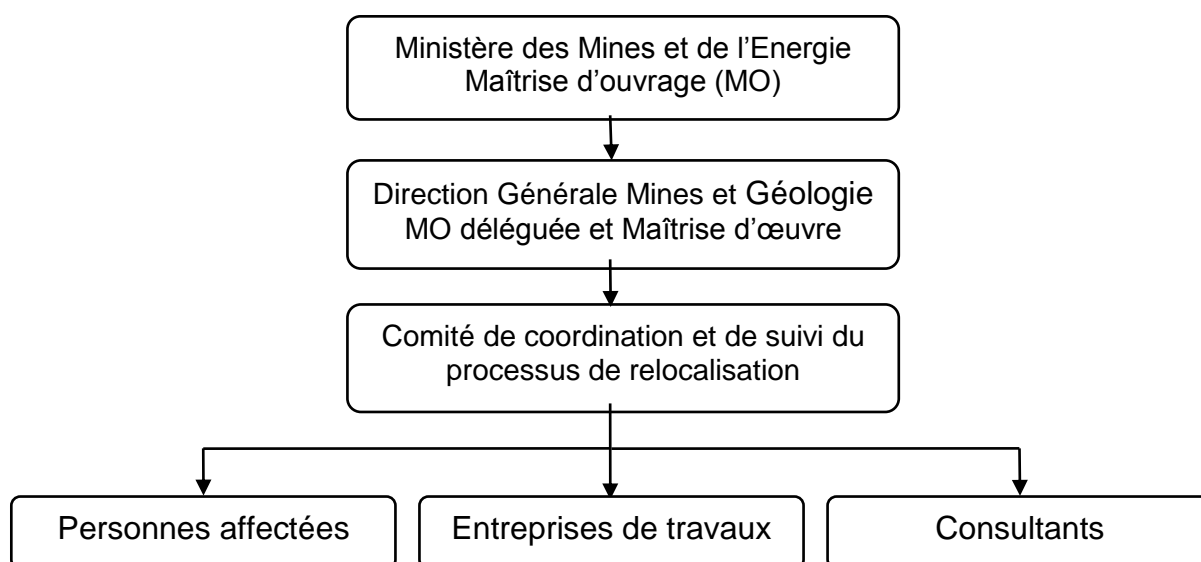 Ministère des Mines et de l’Energie
Maîtrise d’ouvrage (MO)
Direction Générale Mines et Géologie
MO déléguée et Maîtrise d’œuvre
Comité de coordination et de suivi du
processus de relocalisation
Personnes affectées
Entreprises de travaux
Consultants